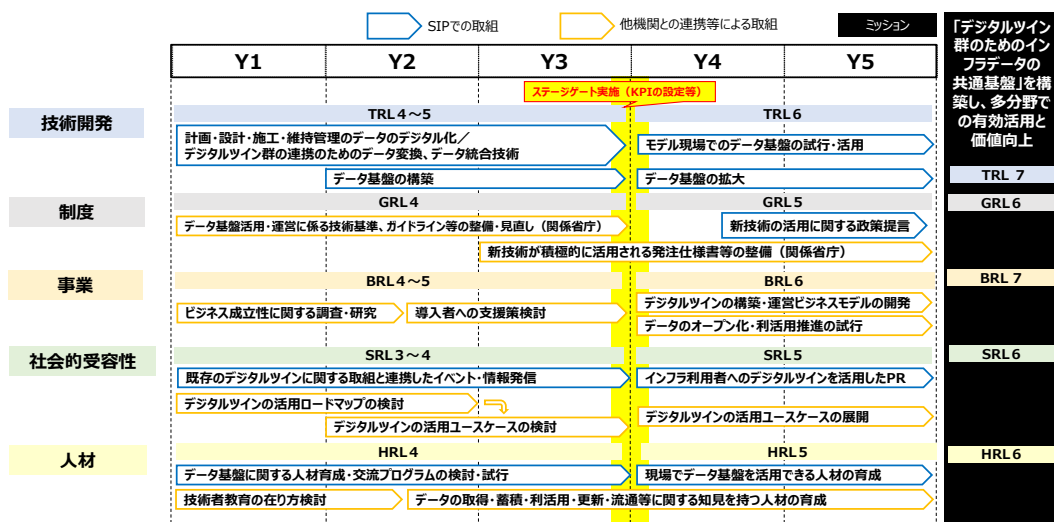 SIPでの取組
他機関との連携等による取組
ミッション
「デジタルツイン
群のためのイン
フラデータの
共通基盤」を構
築し、多分野で
の有効活用と
価値向上
Y1
Y2
Y3
Y4
Y5
ステージゲート実施（KPIの設定等）
技術開発
TRL4～5
TRL6
計画・設計・施工・維持管理のデータのデジタル化／
デジタルツイン群の連携のためのデータ変換、データ統合技術
モデル現場でのデータ基盤の試行・活用
データ基盤の構築
データ基盤の拡大
TRL 7
制度
GRL4
GRL5
GRL6
データ基盤活用・運営に係る技術基準、ガイドライン等の整備・見直し（関係省庁）
新技術の活用に関する政策提言
新技術が積極的に活用される発注仕様書等の整備（関係省庁）
事業
BRL4～5
BRL6
BRL 7
ビジネス成立性に関する調査・研究
導入者への支援策検討
デジタルツインの構築・運営ビジネスモデルの開発
データのオープン化・利活用推進の試行
社会的受容性
SRL3～4
SRL5
SRL6
既存のデジタルツインに関する取組と連携したイベント・情報発信
インフラ利用者へのデジタルツインを活用したPR
デジタルツインの活用ロードマップの検討
デジタルツインの活用ユースケースの検討
デジタルツインの活用ユースケースの展開
人材
HRL4
HRL5
HRL6
データ基盤に関する人材育成・交流プログラムの検討・試行
現場でデータ基盤を活用できる人材の育成
技術者教育の在り方検討
データの取得・蓄積・利活用・更新・流通等に関する知見を持つ人材の育成